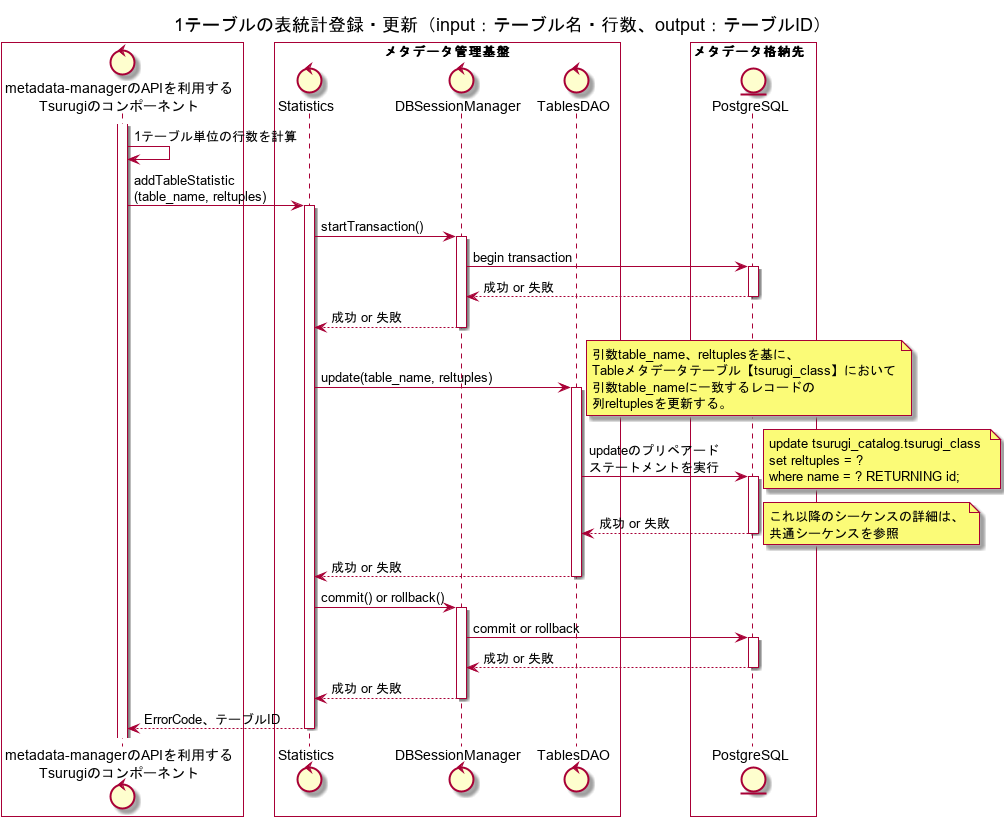 1テーブルの表統計登録・更新（input：テーブル名・行数、output：テーブルID）
メタデータ管理基盤
メタデータ格納先
metadata-managerのAPIを利用する
Tsurugiのコンポーネント
Statistics
DBSessionManager
TablesDAO
PostgreSQL
1テーブル単位の行数を計算
addTableStatistic
(table_name, reltuples)
startTransaction()
begin transaction
成功 or 失敗
成功 or 失敗
引数table_name、reltuplesを基に、
Tableメタデータテーブル【tsurugi_class】において
引数table_nameに一致するレコードの
列reltuplesを更新する。
update(table_name, reltuples)
updateのプリペアード
ステートメントを実行
update tsurugi_catalog.tsurugi_class
set reltuples = ?
where name = ? RETURNING id;
これ以降のシーケンスの詳細は、
共通シーケンスを参照
成功 or 失敗
成功 or 失敗
commit() or rollback()
commit or rollback
成功 or 失敗
成功 or 失敗
ErrorCode、テーブルID
metadata-managerのAPIを利用する
Tsurugiのコンポーネント
Statistics
DBSessionManager
TablesDAO
PostgreSQL